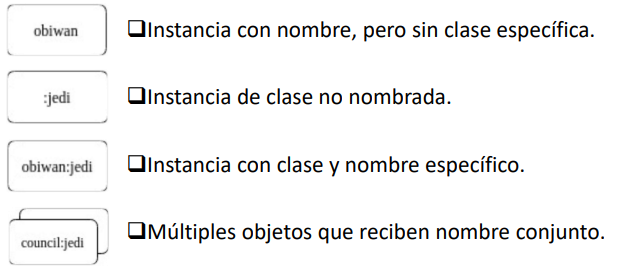 obiwan
❑Instancia con nombre, pero sin clase específica.
:jedi
❑Instancia de clase no nombrada.
obiwan:jedi
❑Instancia con clase y nombre específico.
council:jedi
❑Múltiples objetos que reciben nombre conjunto.